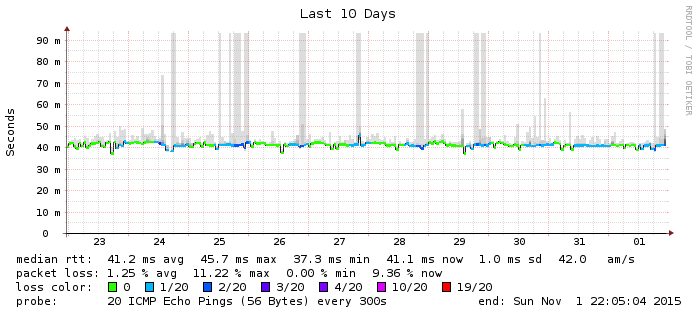 Last 10 Days
RRDTOOL / TOBI OETIKER
Seconds
90 m
80 m
70 m
60 m
50 m
40 m
30 m
20 m
10 m
0
23 24 25 26 27 28 29 30 31 01
median rtt: 41.2 ms avg 45.7 ms max 37.3 ms min 41.1 ms now 1.0 ms sd 42.0 am/s
packet loss: 1.25 % avg 11.22 % max 0.00 % min 9.36 % now
loss color: 0 1/20 2/20 3/20 4/20 10/20 19/20
probe: 20 ICMP Echo Pings (56 Bytes) every 300s end: Sun Nov 1 22:05:04 2015